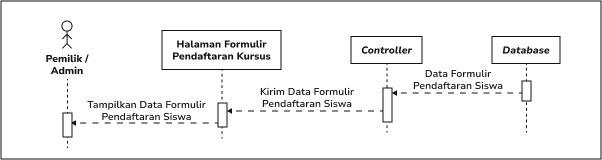 Pemilik /
Admin
Halaman Formulir
Pendaftaran Kursus
Controller
Database
Data Formulir
Pendaftaran Siswa
Kirim Data Formulir
Pendaftaran Siswa
Tampilkan Data Formulir
Pendaftaran Siswa